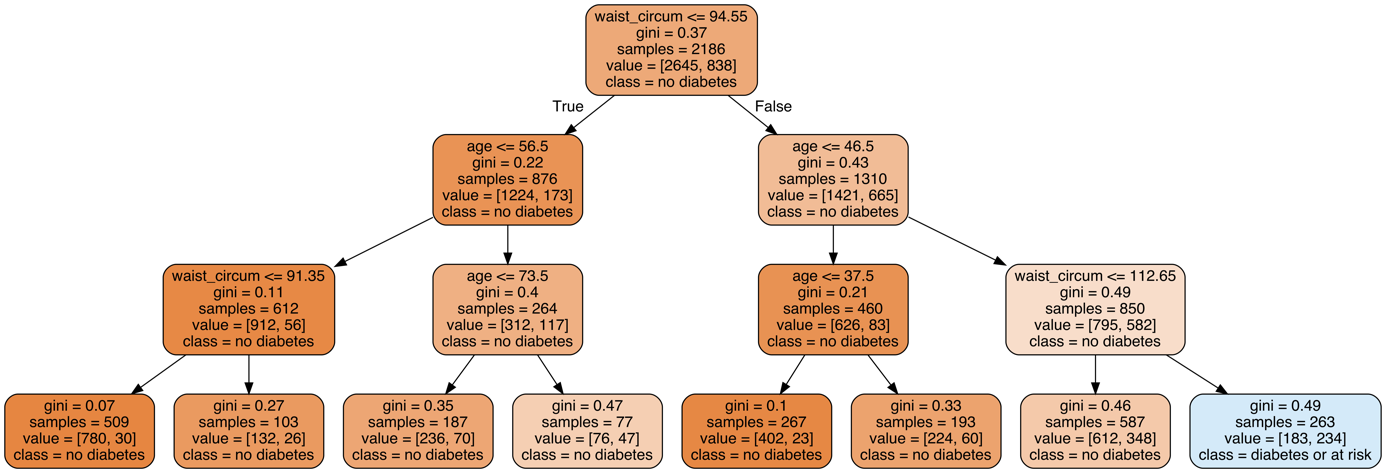 waist_circum <= 94.55
gini = 0.37
samples = 2186
value = [2645, 838]
class = no diabetes
True
False
age <= 56.5
gini = 0.22
samples = 876
value = [1224, 173]
class = no diabetes
age <= 46.5
gini = 0.43
samples = 1310
value = [1421, 665]
class = no diabetes
waist_circum <= 91.35
gini = 0.11
samples = 612
value = [912, 56]
class = no diabetes
age <= 73.5
gini = 0.4
samples = 264
value = [312, 117]
class = no diabetes
age <= 37.5
gini = 0.21
samples = 460
value = [626, 83]
class = no diabetes
waist_circum <= 112.65
gini = 0.49
samples = 850
value = [795, 582]
class = no diabetes
gini = 0.07
samples = 509
value = [780, 30]
class = no diabetes
gini = 0.27
samples = 103
value = [132, 26]
class = no diabetes
gini = 0.35
samples = 187
value = [236, 70]
class = no diabetes
gini = 0.47
samples = 77
value = [76, 47]
class = no diabetes
gini = 0.1
samples = 267
value = [402, 23]
class = no diabetes
gini = 0.33
samples = 193
value = [224, 60]
class = no diabetes
gini = 0.46
samples = 587
value = [612, 348]
class = no diabetes
gini = 0.49
samples = 263
value = [183, 234]
class = diabetes or at risk